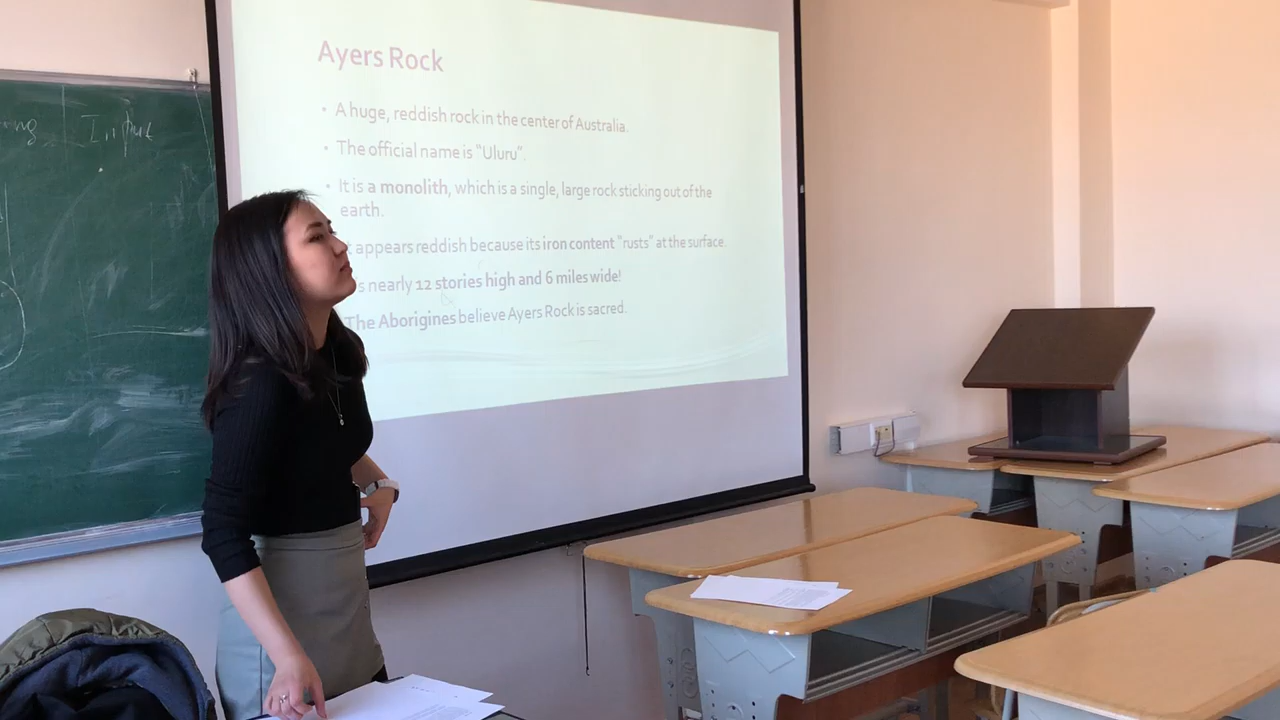 Input
Ayers Rock
• A huge, reddish rock in the center of Australia.
• The official name is "Uluru".
• It is a monolith, which is a single, large rock sticking out of the
earth.
appears reddish because its iron content "rusts" at the surface.
s nearly 12 stories high and 6 miles wide!
The Aborigines believe Ayers Rock is sacred.